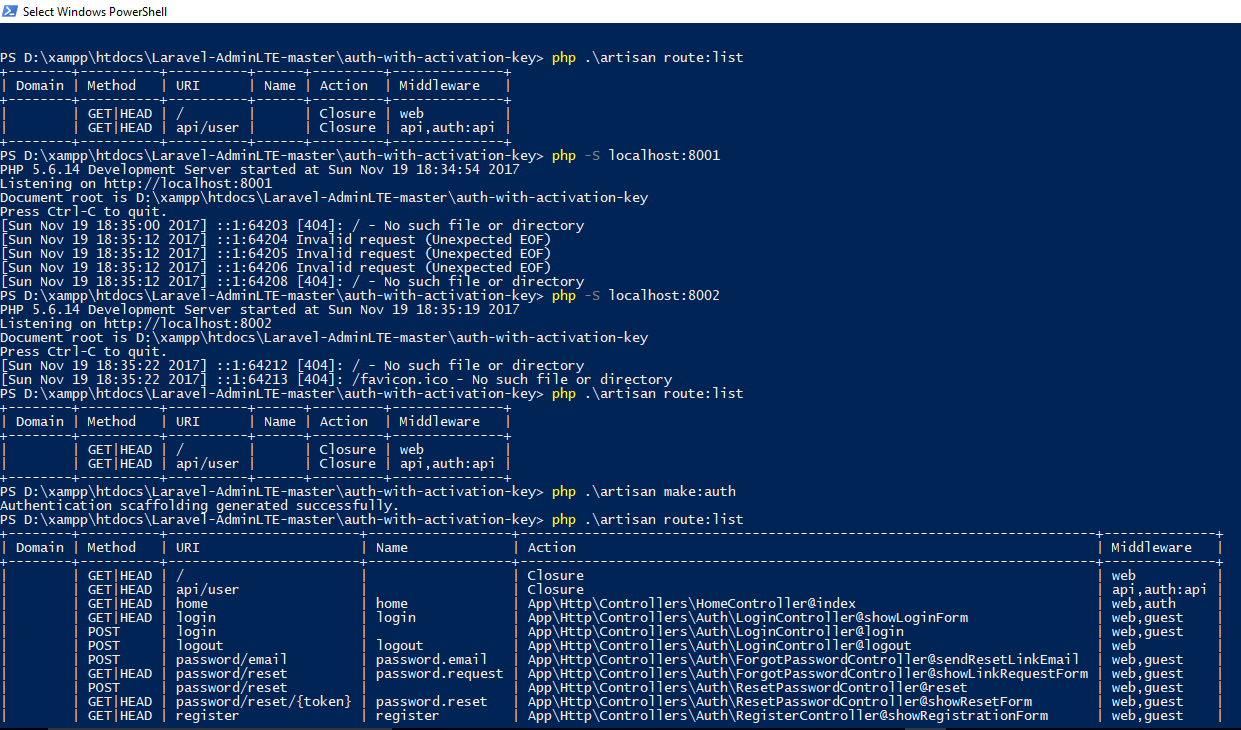 Select Windows PowerShell
PS D:\xampp\htdocs\Laravel-AdminLTE-master\auth-with-activation-key> php .\artisan route:list
+--------+----------+----------+------+---------+--------------+
| Domain | Method   | URI      | Name | Action  | Middleware   |
+--------+----------+----------+------+---------+--------------+
|        | GET|HEAD | /        |      | Closure | web          |
|        | GET|HEAD | api/user |      | Closure | api,auth:api |
+--------+----------+----------+------+---------+--------------+
PS D:\xampp\htdocs\Laravel-AdminLTE-master\auth-with-activation-key> php -S localhost:8001
PHP 5.6.14 Development Server started at Sun Nov 19 18:34:54 2017
Listening on http://localhost:8001
Document root is D:\xampp\htdocs\Laravel-AdminLTE-master\auth-with-activation-key
Press Ctrl-C to quit.
[Sun Nov 19 18:35:00 2017] ::1:64203 [404]: / - No such file or directory
[Sun Nov 19 18:35:12 2017] ::1:64204 Invalid request (Unexpected EOF)
[Sun Nov 19 18:35:12 2017] ::1:64205 Invalid request (Unexpected EOF)
[Sun Nov 19 18:35:12 2017] ::1:64206 Invalid request (Unexpected EOF)
[Sun Nov 19 18:35:12 2017] ::1:64208 [404]: / - No such file or directory
PS D:\xampp\htdocs\Laravel-AdminLTE-master\auth-with-activation-key> php -S localhost:8002
PHP 5.6.14 Development Server started at Sun Nov 19 18:35:19 2017
Listening on http://localhost:8002
Document root is D:\xampp\htdocs\Laravel-AdminLTE-master\auth-with-activation-key
Press Ctrl-C to quit.
[Sun Nov 19 18:35:22 2017] ::1:64212 [404]: / - No such file or directory
[Sun Nov 19 18:35:22 2017] ::1:64213 [404]: /favicon.ico - No such file or directory
PS D:\xampp\htdocs\Laravel-AdminLTE-master\auth-with-activation-key> php .\artisan route:list
+--------+----------+----------+------+---------+--------------+
| Domain | Method   | URI      | Name | Action  | Middleware   |
+--------+----------+----------+------+---------+--------------+
|        | GET|HEAD | /        |      | Closure | web          |
|        | GET|HEAD | api/user |      | Closure | api,auth:api |
+--------+----------+----------+------+---------+--------------+
PS D:\xampp\htdocs\Laravel-AdminLTE-master\auth-with-activation-key> php .\artisan make:auth
Authentication scaffolding generated successfully.
PS D:\xampp\htdocs\Laravel-AdminLTE-master\auth-with-activation-key> php .\artisan route:list
+--------+----------+------------------------+------------------+------------------------------------------------------------------------+--------------+
| Domain | Method   | URI                    | Name             | Action                                                                 | Middleware   |
+--------+----------+------------------------+------------------+------------------------------------------------------------------------+--------------+
|        | GET|HEAD | /                      |                  | Closure                                                                | web          |
|        | GET|HEAD | api/user               |                  | Closure                                                                | api,auth:api |
|        | GET|HEAD | home                   | home             | App\Http\Controllers\HomeController@index                              | web,auth     |
|        | GET|HEAD | login                  | login            | App\Http\Controllers\Auth\LoginController@showLoginForm                | web,guest    |
|        | POST     | login                  |                  | App\Http\Controllers\Auth\LoginController@login                        | web,guest    |
|        | POST     | logout                 | logout           | App\Http\Controllers\Auth\LoginController@logout                       | web          |
|        | POST     | password/email         | password.email   | App\Http\Controllers\Auth\ForgotPasswordController@sendResetLinkEmail  | web,guest    |
|        | GET|HEAD | password/reset         | password.request | App\Http\Controllers\Auth\ForgotPasswordController@showLinkRequestForm | web,guest    |
|        | POST     | password/reset         |                  | App\Http\Controllers\Auth\ResetPasswordController@reset                | web,guest    |
|        | GET|HEAD | password/reset/{token} | password.reset   | App\Http\Controllers\Auth\ResetPasswordController@showResetForm        | web,guest    |
|        | GET|HEAD | register               | register         | App\Http\Controllers\Auth\RegisterController@showRegistrationForm      | web,guest    |